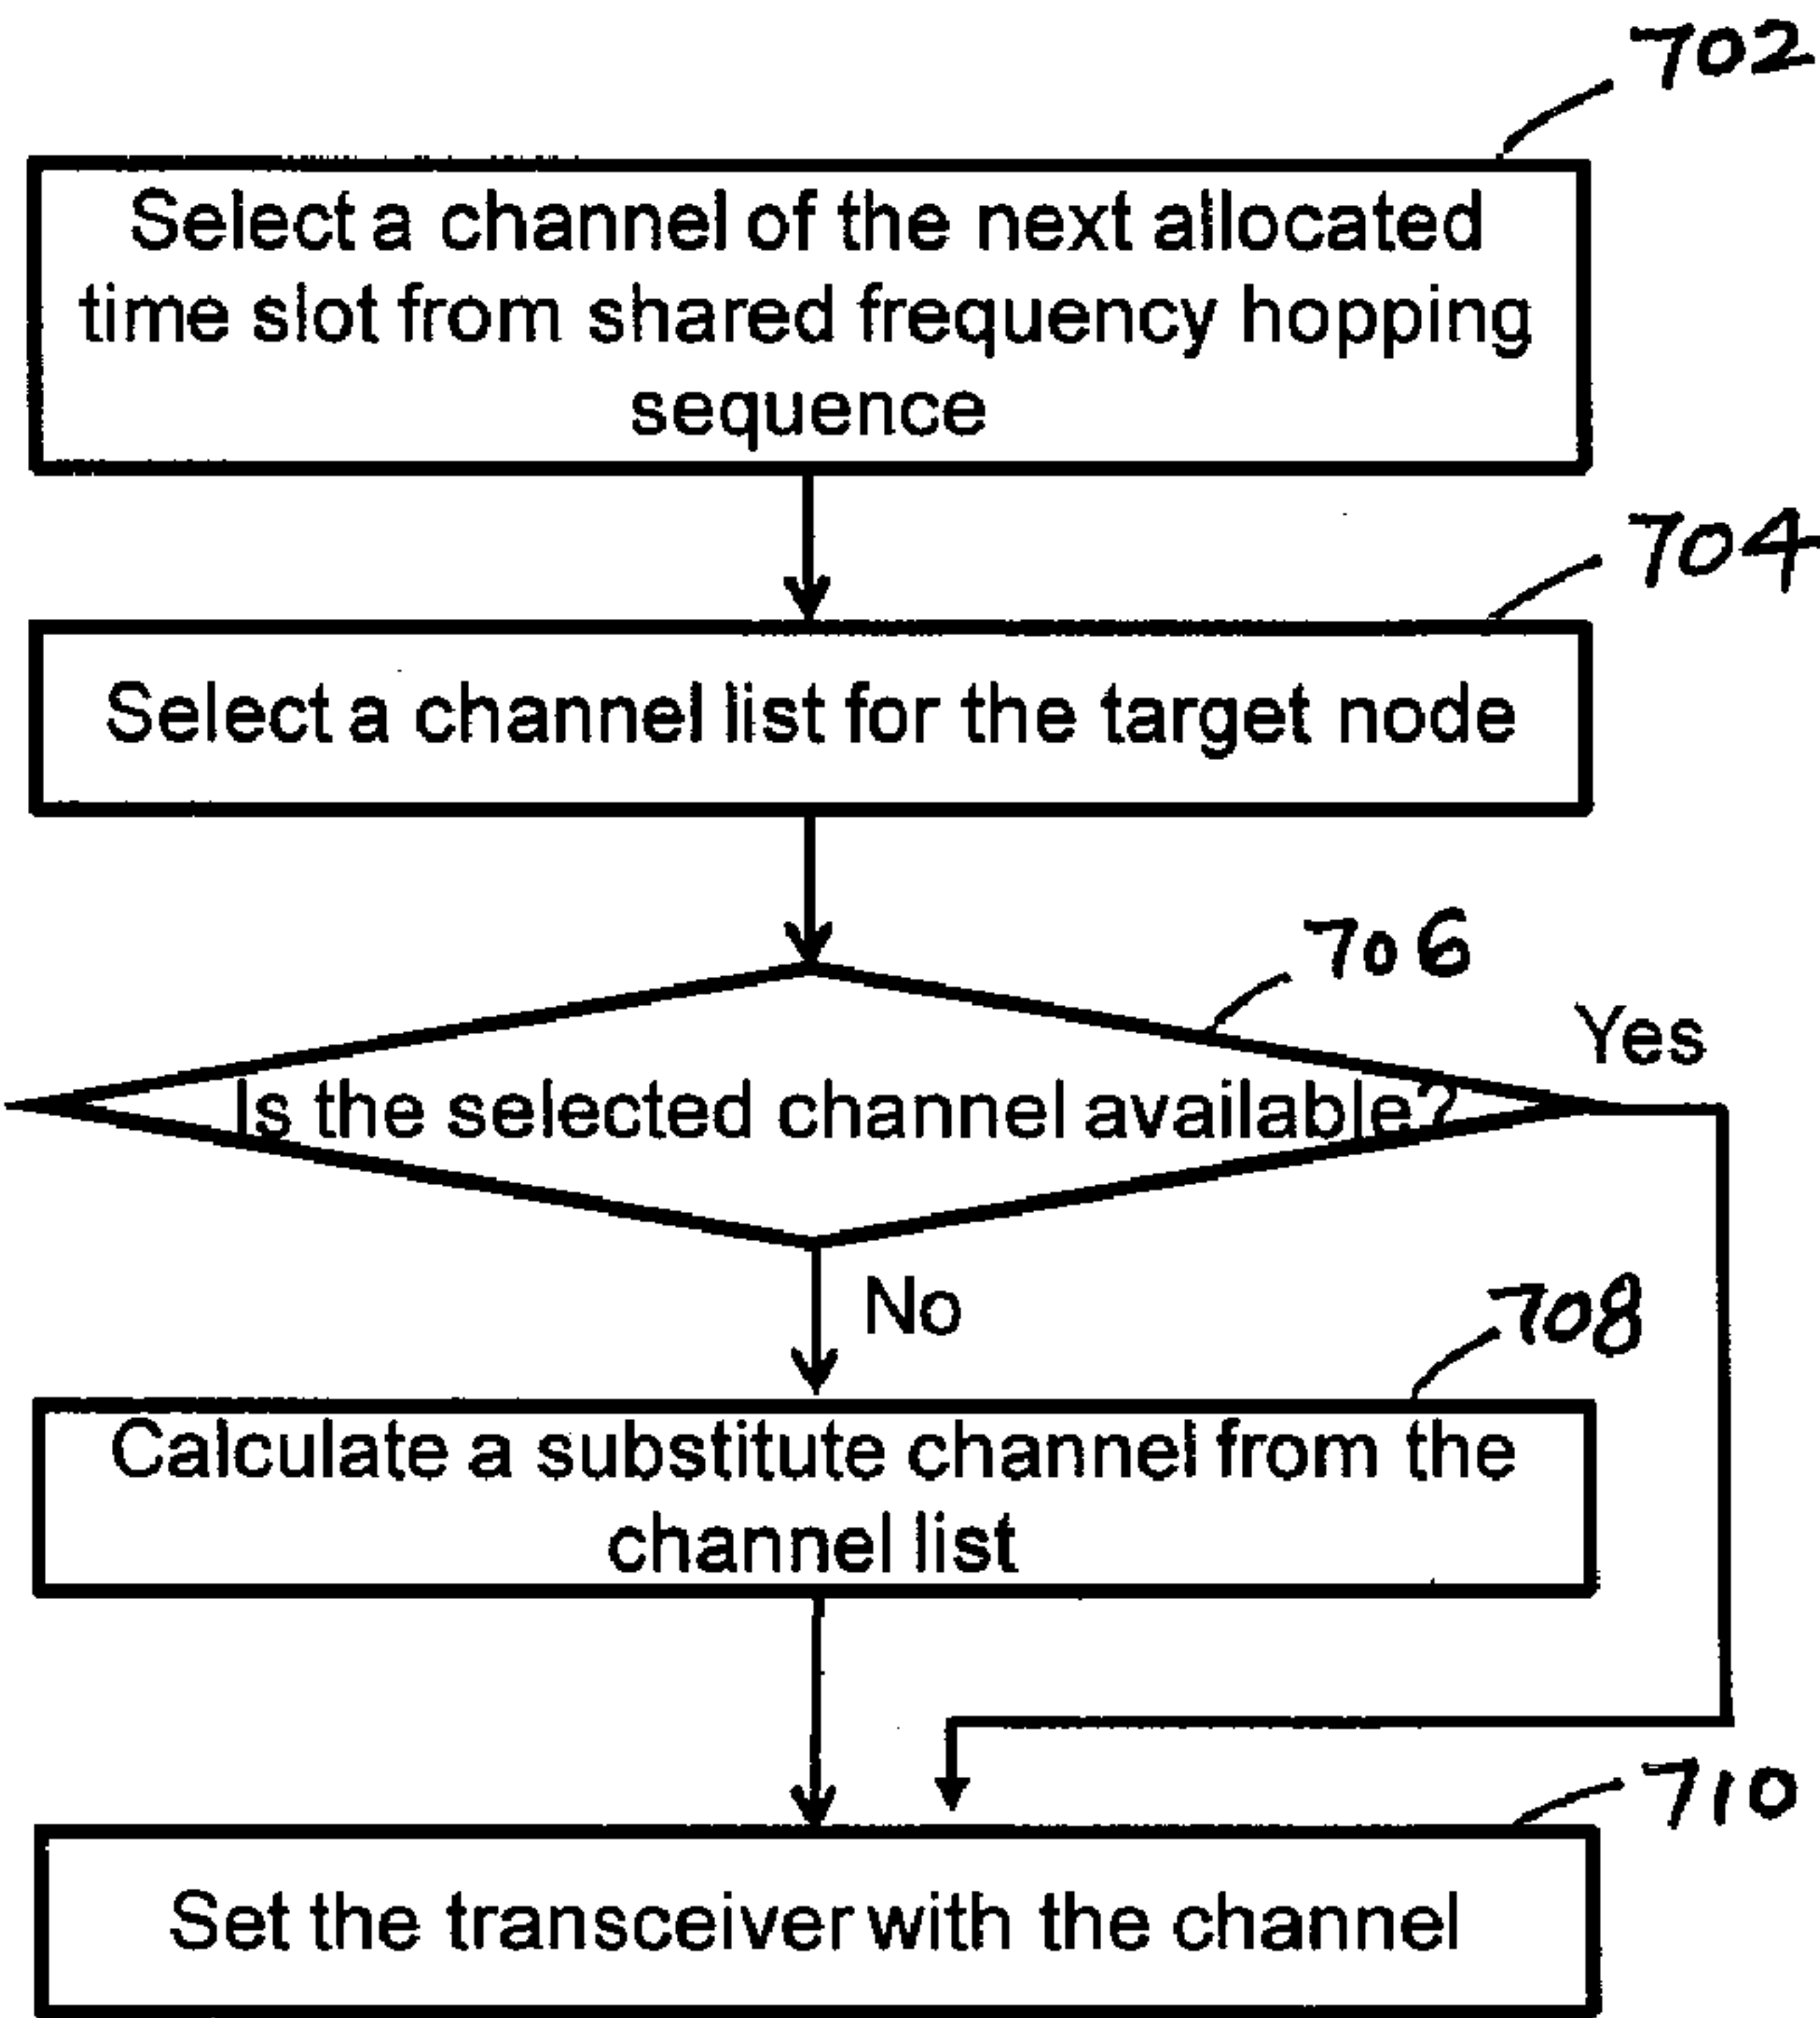 702
Select a channel of the next allocated
time slot from shared frequency hopping
sequence
704
Select a channel list for the target node
706
Yes
Is the selected channel available?
No
708
Calculate a substitute channel from the
channel list
710
Set the transceiver with the channel